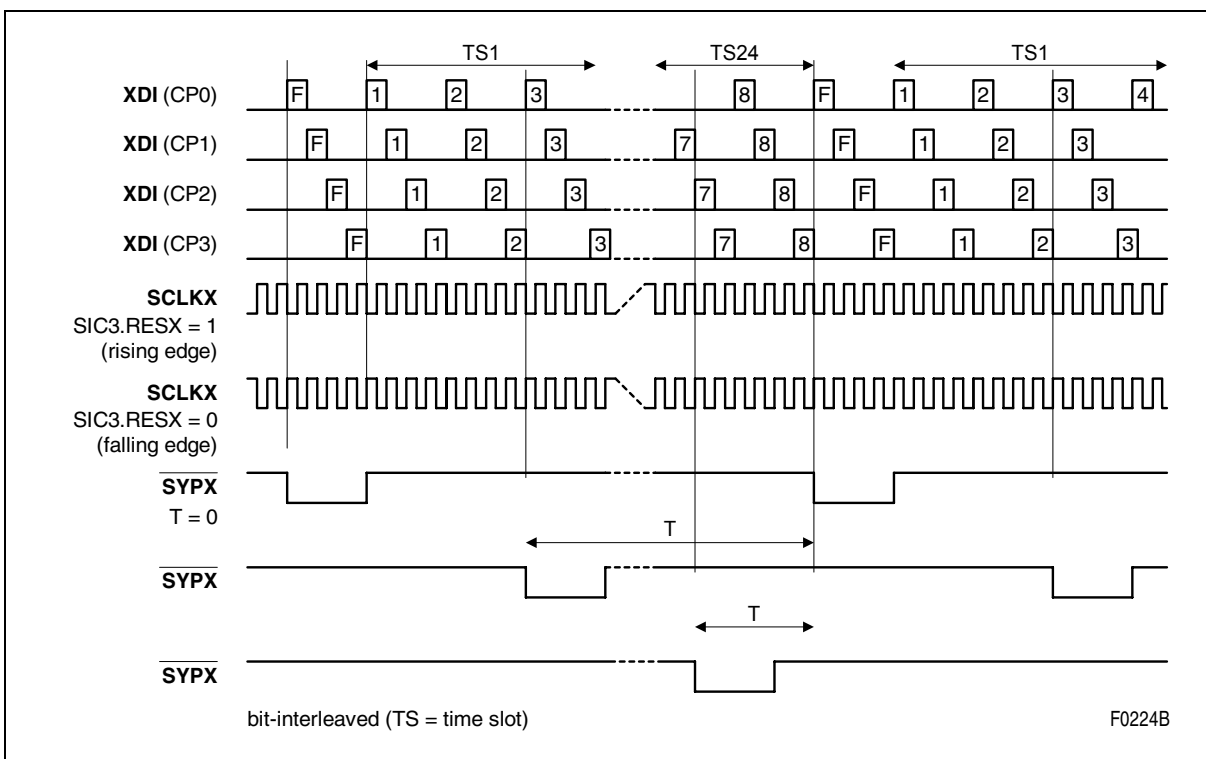 TS1 TS24 TS1
XDI (CP0) F 1 2 3 8 F 1 2 3 4
XDI (CP1) F 1 2 3 7 8 F 1 2 3
XDI (CP2) F 1 2 3 7 8 F 1 2 3
XDI (CP3) F 1 2 3 7 8 F 1 2 3
SCLKX
SIC3.RESX = 1
(rising edge)
SCLKX
SIC3.RESX = 0
(falling edge)
SYPX
T = 0
T
SYPX
T
SYPX
bit-interleaved (TS = time slot) F0224B